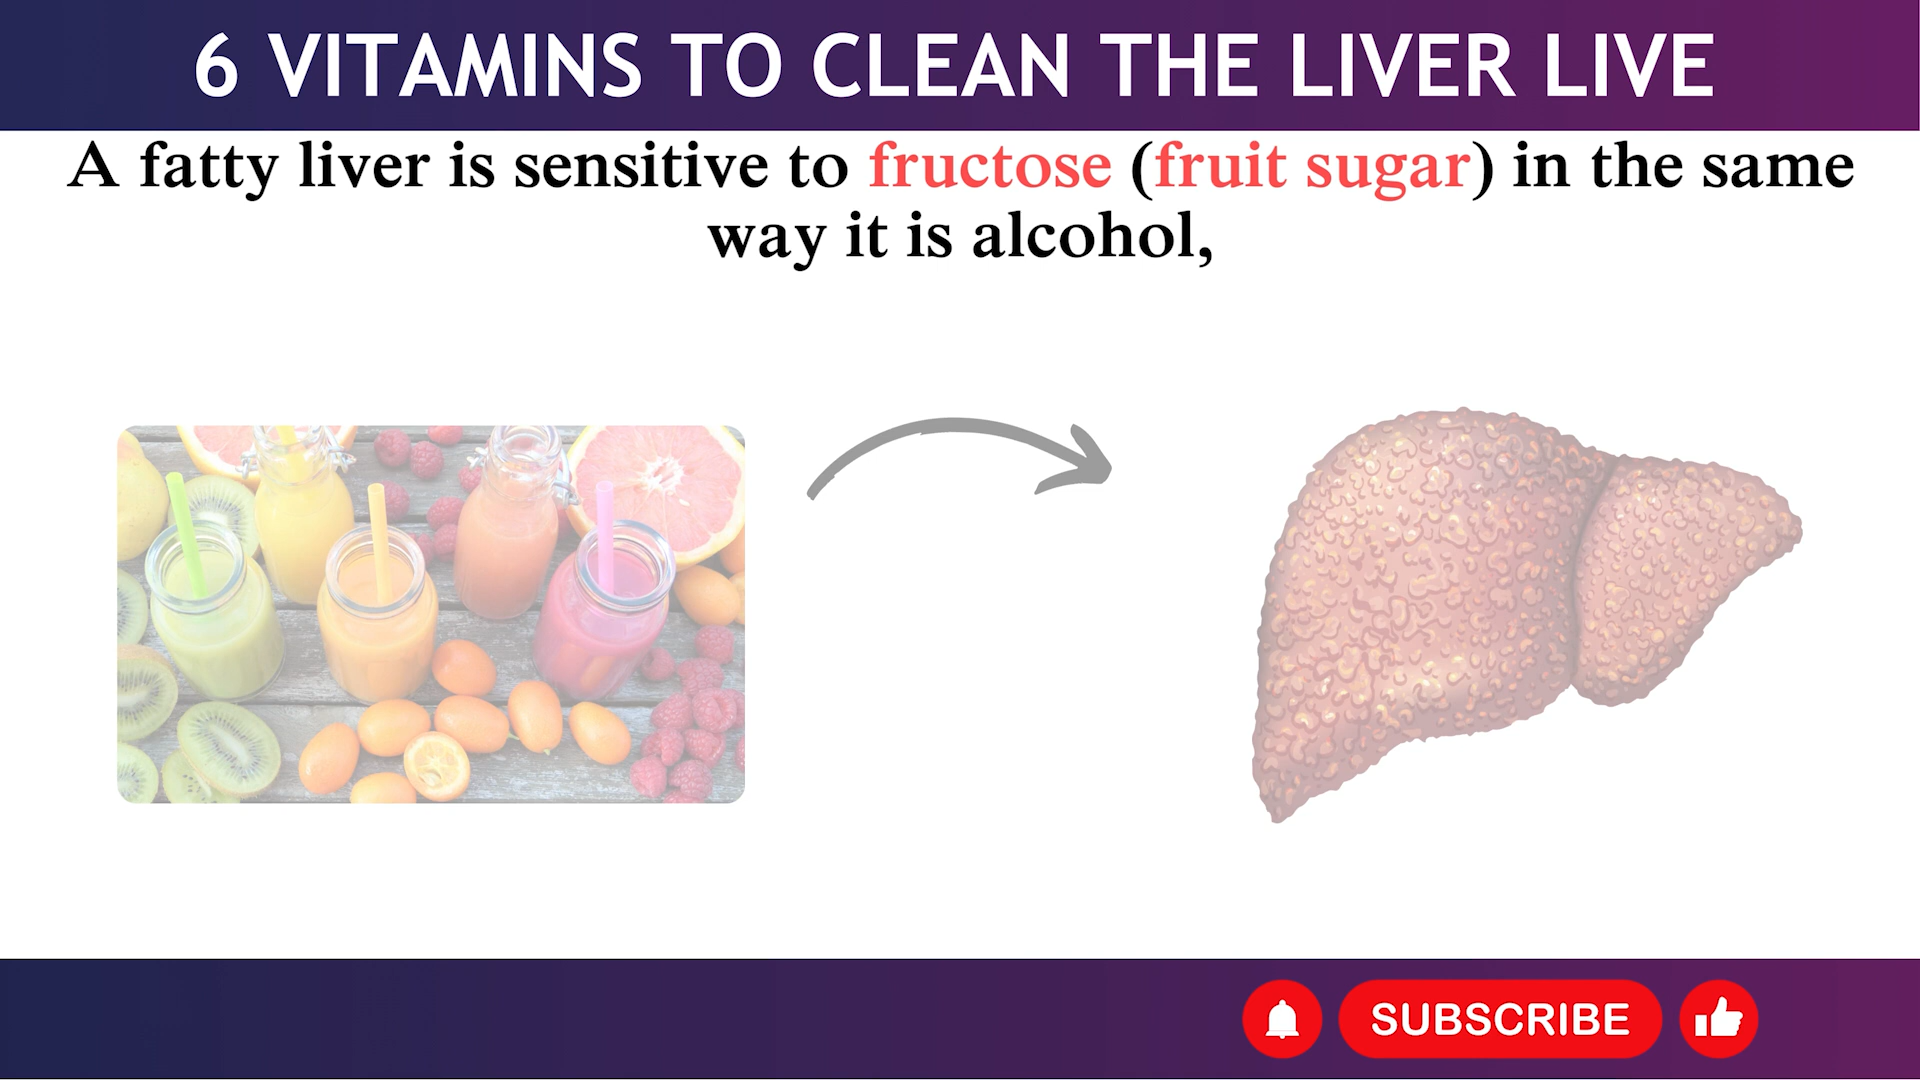 6 VITAMINS TO CLEAN THE LIVER LIVE
A fatty liver is sensitive to fructose (fruit sugar) in the same
way it is alcohol,
SUBSCRIBE